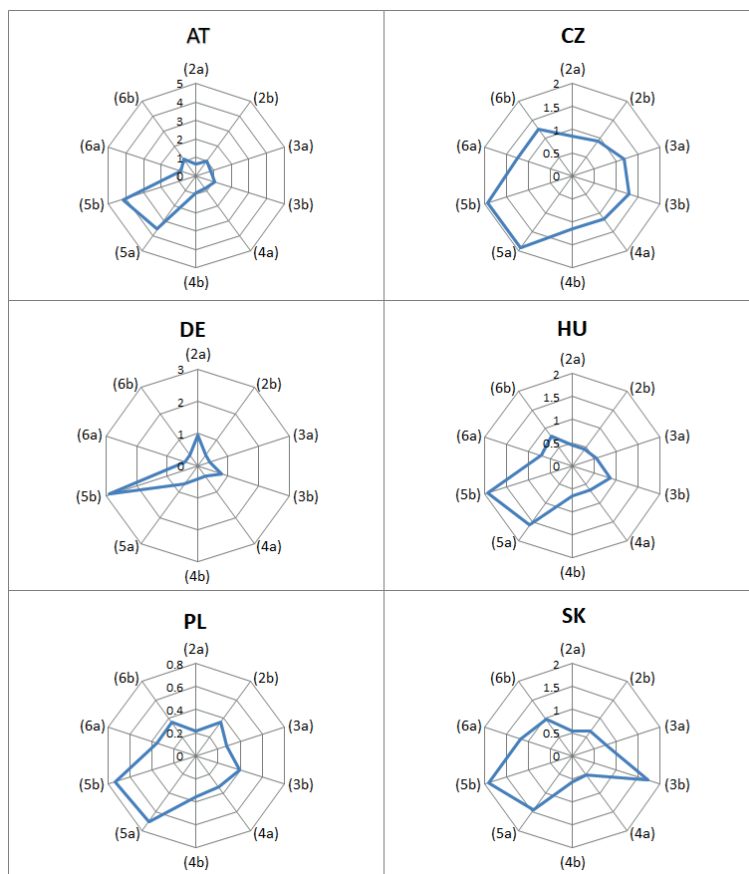 AT
(2a)
5
(6b)
(2b)
4
3
(6a)
2
(3a)
1
0
(5b)
(3b)
(5a)
(4a)
(4b)
CZ
(2a)
2
(6b)
(2b)
1.5
(6a)
1
(3a)
0.5
0
(5b)
(3b)
(5a)
(4a)
(4b)
DE
(2a)
3
(6b)
(2b)
2
(6a)
(3a)
1
0
(5b)
(3b)
(5a)
(4a)
(4b)
HU
(2a)
2
(6b)
(2b)
1.5
1
(6a)
(3a)
0.5
0
(5b)
(3b)
(5a)
(4a)
(4b)
PL
(2a)
0.8
(6b)
(2b)
0.6
0.4
(6a)
(3a)
0.2
0
(5b)
(3b)
(5a)
(4a)
(4b)
SK
(2a)
2
(6b)
(2b)
1.5
1
(6a)
(3a)
0.5
0
(5b)
(3b)
(5a)
(4a)
(4b)